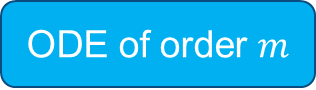 ODE of order 𝑚